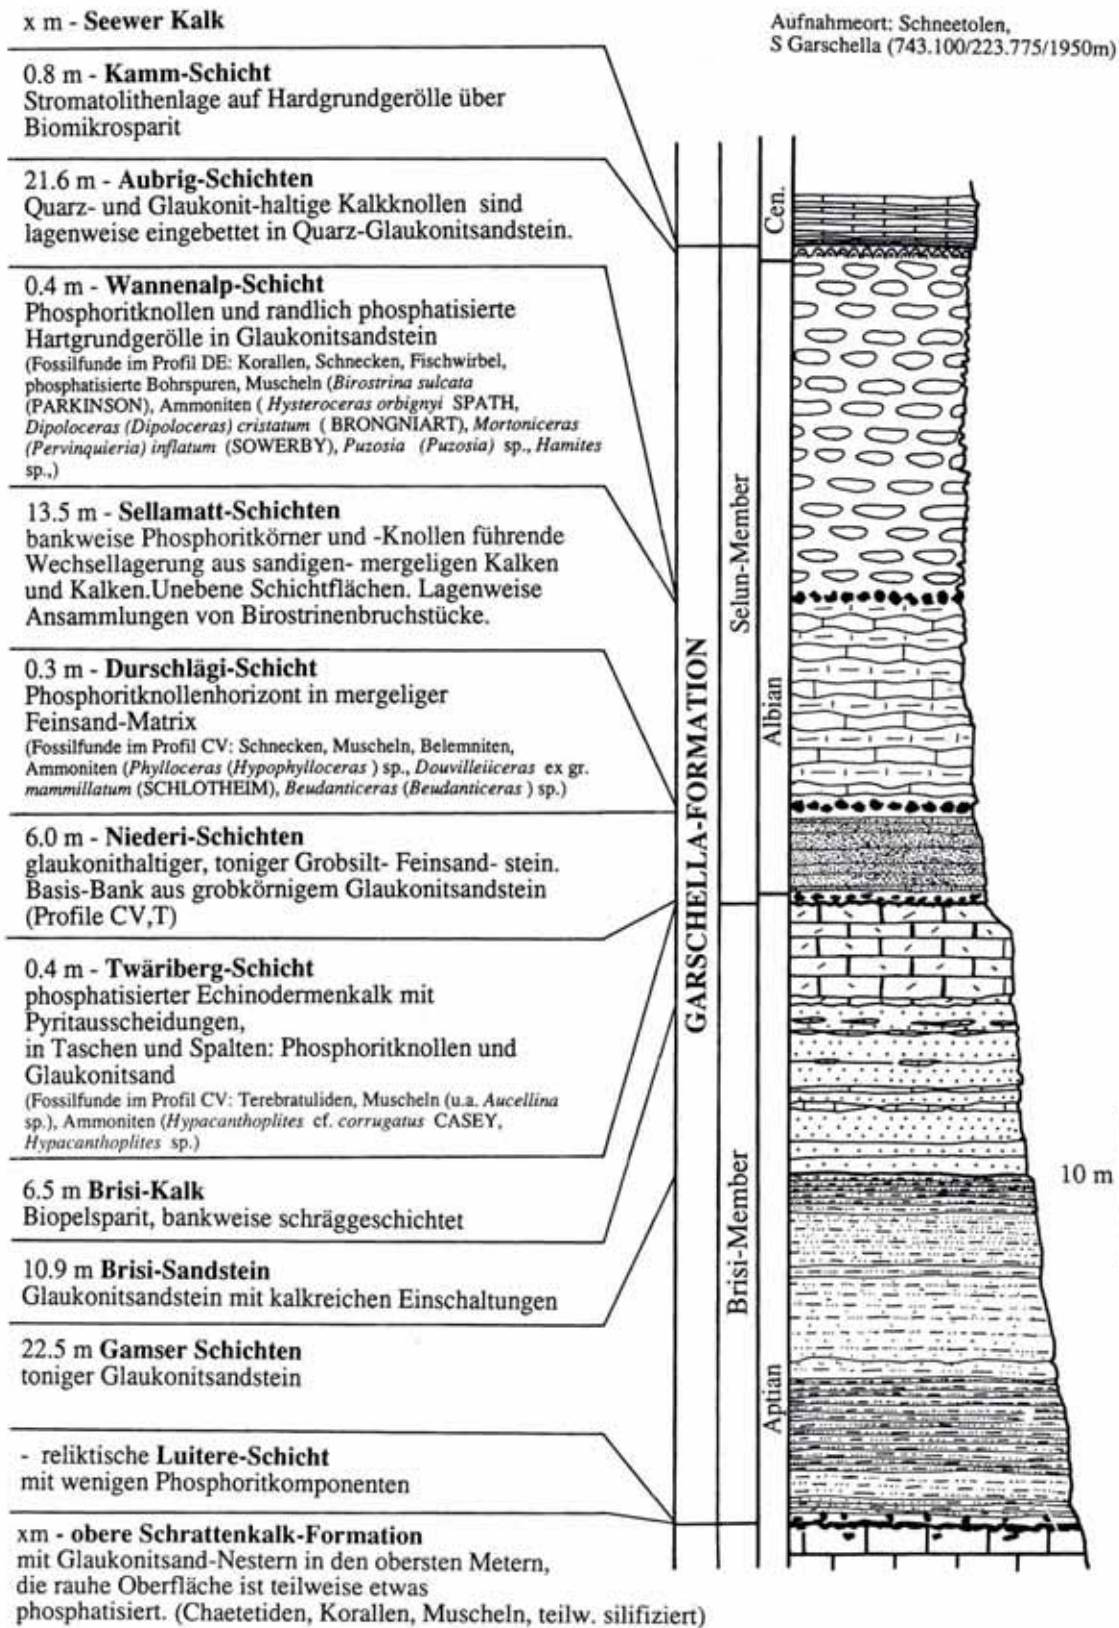 x m - Seewer Kalk
Aufnahmeort: Schneetolen,
S Garschella (743.100/223.775/1950m)
0.8 m - Kamm-Schicht
Stromatolithenlage auf Hardgrundgerölle über
Biomikrosparit
21.6 m - Aubrig-Schichten
Quarz- und Glaukonit-haltige Kalkknollen sind
lagenweise eingebettet in Quarz-Glaukonitsandstein.
0.4 m - Wannenalp-Schicht
Phosphoritknollen und randlich phosphatisierte
Hartgrundgerölle in Glaukonitsandstein
(Fossilfunde im Profil DE: Korallen, Schnecken, Fischwirbel,
phosphatisierte Bohrspuren, Muscheln (Birostrina sulcata
(PARKINSON), Ammoniten ( Hysteroceras orbignyi SPATH,
Dipoloceras (Dipoloceras) cristatum ( BRONGNIART), Mortoniceras
(Pervinquieria) inflatum (SOWERBY), Puzosia (Puzosia) sp., Hamites
sp.,)
13.5 m - Sellamatt-Schichten
bankweise Phosphoritkörner und -Knollen führende
Wechsellagerung aus sandigen- mergeligen Kalken
und Kalken.Unebene Schichtflächen. Lagenweise
Ansammlungen von Birostrinenbruchstücke.
0.3 m - Durschlägi-Schicht
Phosphoritknollenhorizont in mergeliger
Feinsand-Matrix
(Fossilfunde im Profil CV: Schnecken, Muscheln, Belemniten,
Ammoniten (Phylloceras (Hypophylloceras ) sp., Douvilleiiceras ex gr.
mammillatum (SCHLOTHEIM), Beudanticeras (Beudanticeras ) sp.)
6.0 m - Niederi-Schichten
glaukonithaltiger, toniger Grobsilt- Feinsand- stein.
Basis-Bank aus grobkörnigem Glaukonitsandstein
(Profile CV,T)
0.4 m - Twäriberg-Schicht
phosphatisierter Echinodermenkalk mit
Pyritausscheidungen,
in Taschen und Spalten: Phosphoritknollen und
Glaukonitsand
(Fossilfunde im Profil CV: Terebratuliden, Muscheln (u.a. Aucellina
sp.), Ammoniten (Hypacanthoplites cf. corrugatus CASEY,
Hypacanthoplites sp.)
6.5 m Brisi-Kalk
Biopelsparit, bankweise schräggeschichtet
10.9 m Brisi-Sandstein
Glaukonitsandstein mit kalkreichen Einschaltungen
22.5 m Gamser Schichten
toniger Glaukonitsandstein
- reliktische Luitere-Schicht
mit wenigen Phosphoritkomponenten
xm - obere Schrattenkalk-Formation
mit Glaukonitsand-Nestern in den obersten Metern,
die rauhe Oberfläche ist teilweise etwas
phosphatisiert. (Chaetetiden, Korallen, Muscheln, teilw. silifiziert)
GARSCHELLA-FORMATION
Selun-Member
Brisi-Member
Cen.
Albian
Aptian
10 m